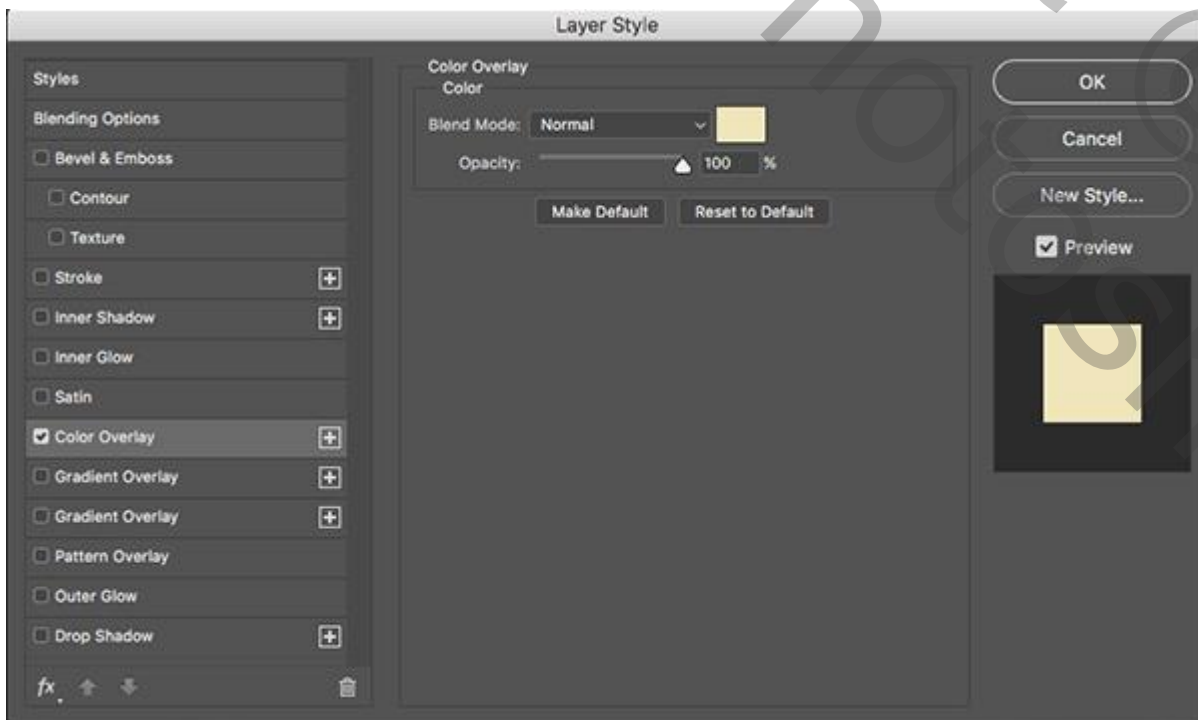 Layer Style
Styles
Blending Options
Bevel & Emboss
Contour
Texture
Stroke
Inner Shadow
Inner Glow
Satin
Color Overlay
Gradient Overlay
Gradient Overlay
Pattern Overlay
Outer Glow
Drop Shadow
fx
Color Overlay
Color
Blend Mode: Normal
Opacity: 100 %
Make Default Reset to Default
OK
Cancel
New Style...
Preview